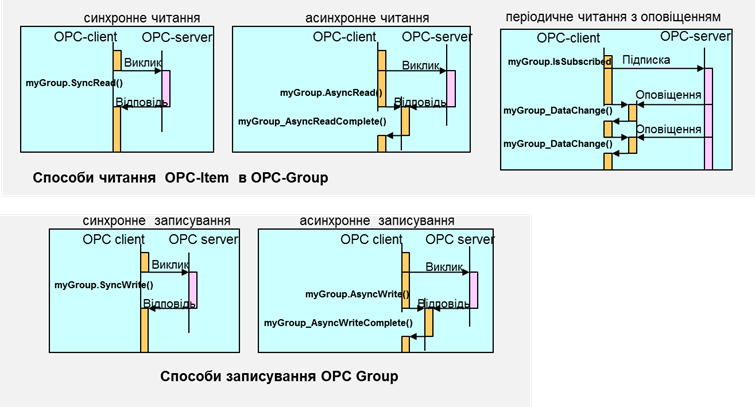 синхронне читання
OPC-client OPC-server
Виклик
myGroup.SyncRead()
Відповідь
асинхронне читання
OPC-client OPC-server
Виклик
myGroup.AsyncRead()
Відповідь
myGroup_AsyncReadComplete()
періодичне читання з оповіщенням
OPC-client OPC-server
myGroup.IsSubscribed Підписка
Оповіщення
myGroup_DataChange()
Оповіщення
myGroup_DataChange()
Способи читання OPC-Item в OPC-Group
синхронне записування
OPC client OPC server
Виклик
myGroup.SyncWrite()
Відповідь
асинхронне записування
OPC client OPC server
Виклик
myGroup.AsyncWrite()
Відповідь
myGroup_AsyncWriteComplete()
Способи записування OPC Group